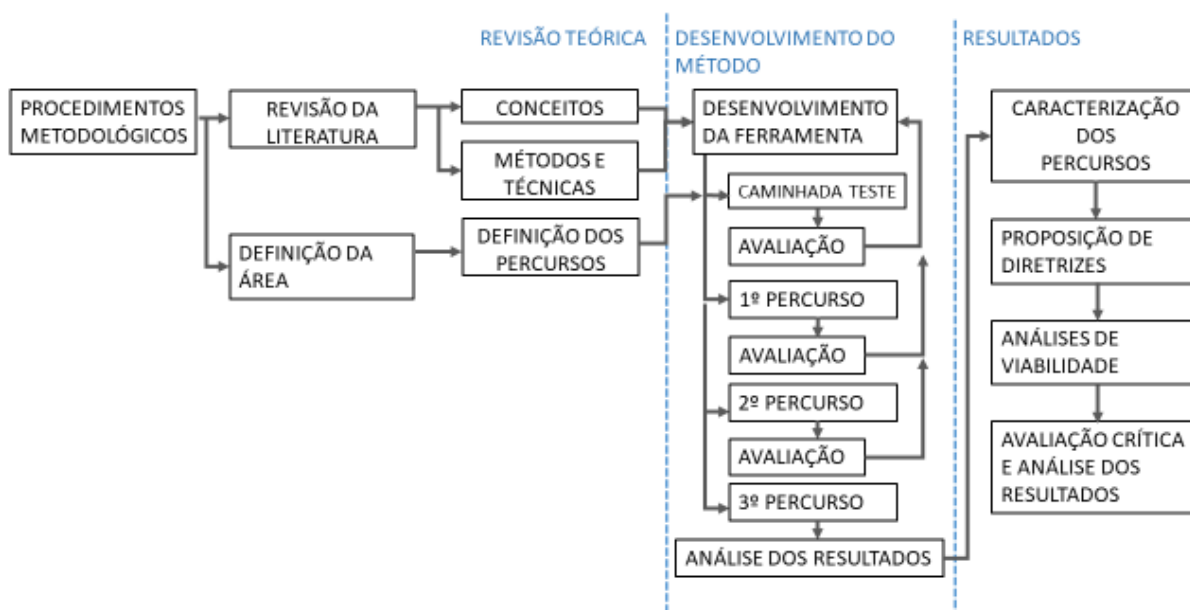 REVISÃO TEÓRICA
DESENVOLVIMENTO DO
MÉTODO
RESULTADOS
PROCEDIMENTOS
METODOLÓGICOS
REVISÃO DA
LITERATURA
DEFINIÇÃO DA
ÁREA
CONCEITOS
MÉTODOS E
TÉCNICAS
DEFINIÇÃO DOS
PERCURSOS
DESENVOLVIMENTO
DA FERRAMENTA
CAMINHADA TESTE
AVALIAÇÃO
1º PERCURSO
AVALIAÇÃO
2º PERCURSO
AVALIAÇÃO
3º PERCURSO
ANÁLISE DOS RESULTADOS
CARACTERIZAÇÃO
DOS
PERCURSOS
PROPOSIÇÃO DE
DIRETRIZES
ANÁLISES DE
VIABILIDADE
AVALIAÇÃO CRÍTICA
E ANÁLISE DOS
RESULTADOS